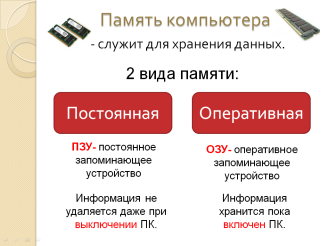 Память компьютера
- служит для хранения данных.
2 вида памяти:
Постоянная
Оперативная
ПЗУ- постоянное
запоминающее
устройство
Информация не
удаляется даже при
выключении ПК.
ОЗУ- оперативное
запоминающее
устройство
Информация
хранится пока
включен ПК.